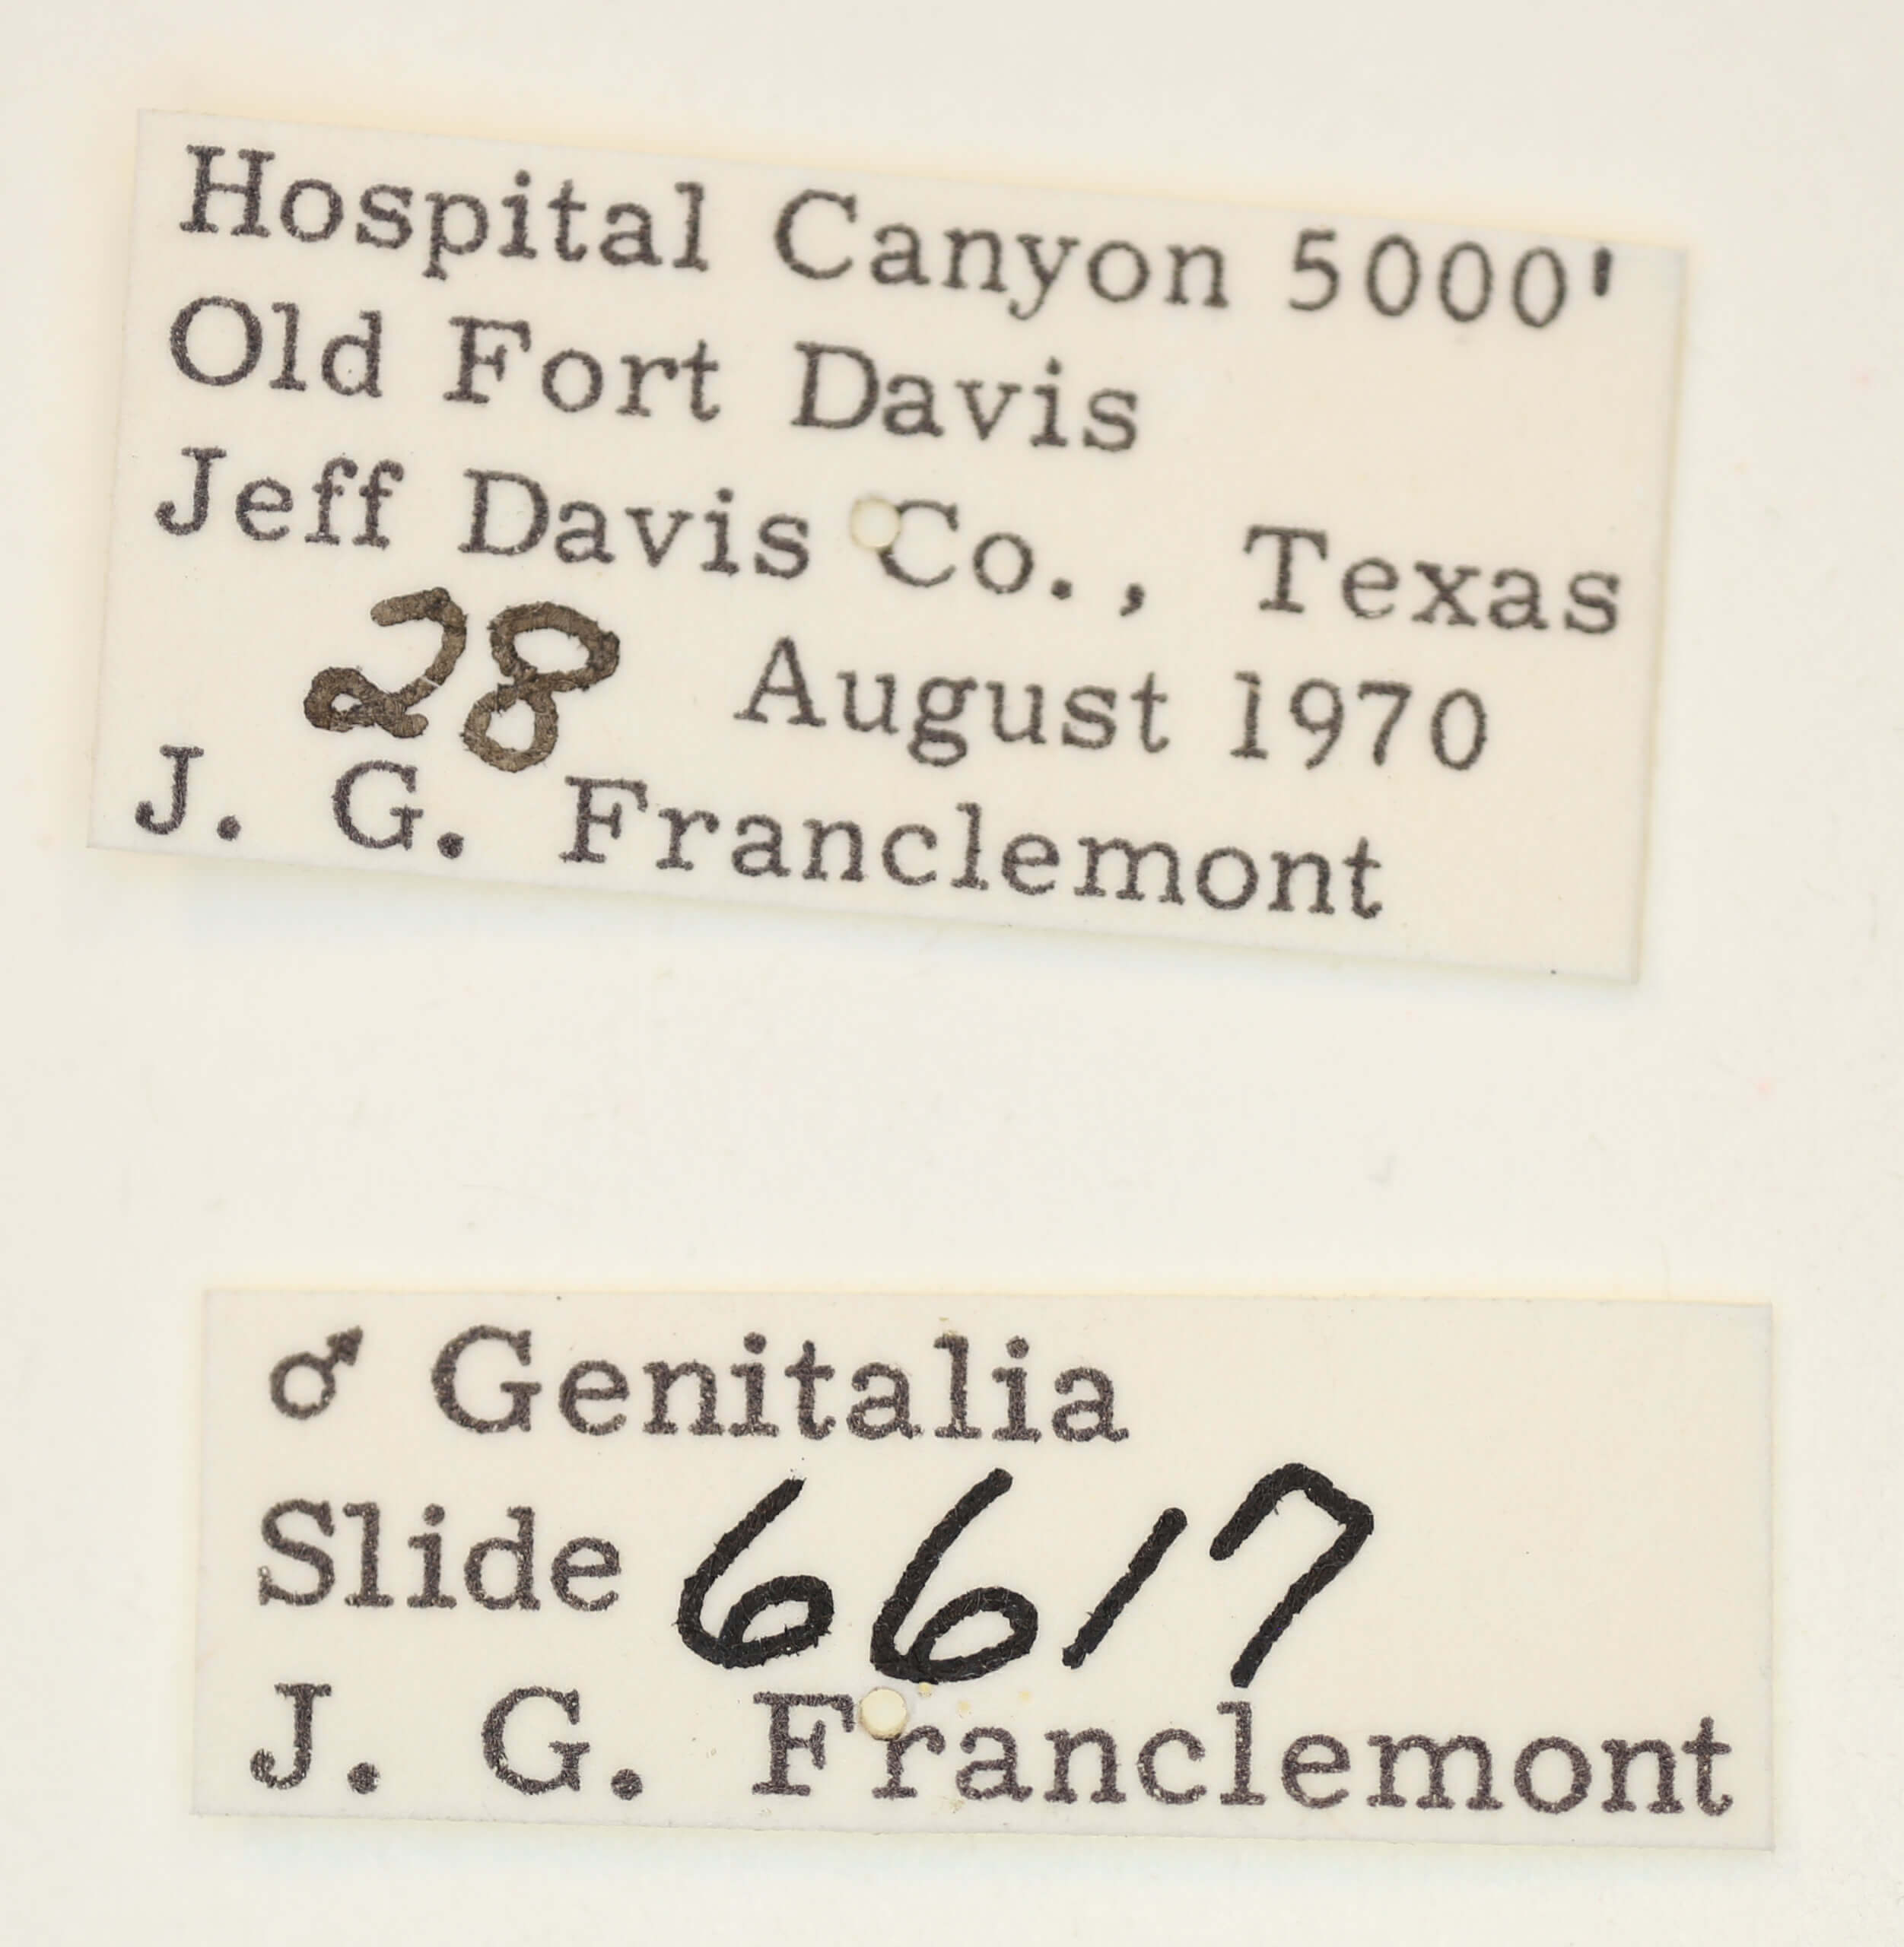 Hospital Canyon 5000'
Old Fort Davis
Jeff Davis Co., Texas
28 August 1970
J. G. Franclemont
♂ Genitalia
Slide 6617
J. G. Franclemont